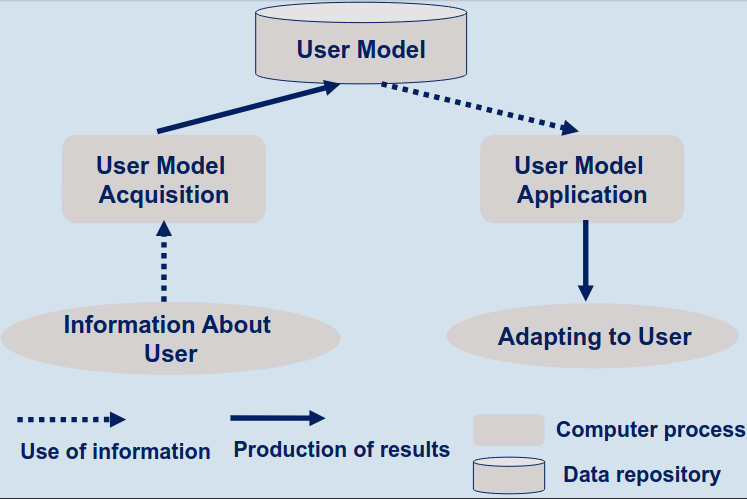 User Model
User Model
Acquisition
User Model
Application
Information About
User
Adapting to User
Use of information
Production of results
Computer process
Data repository